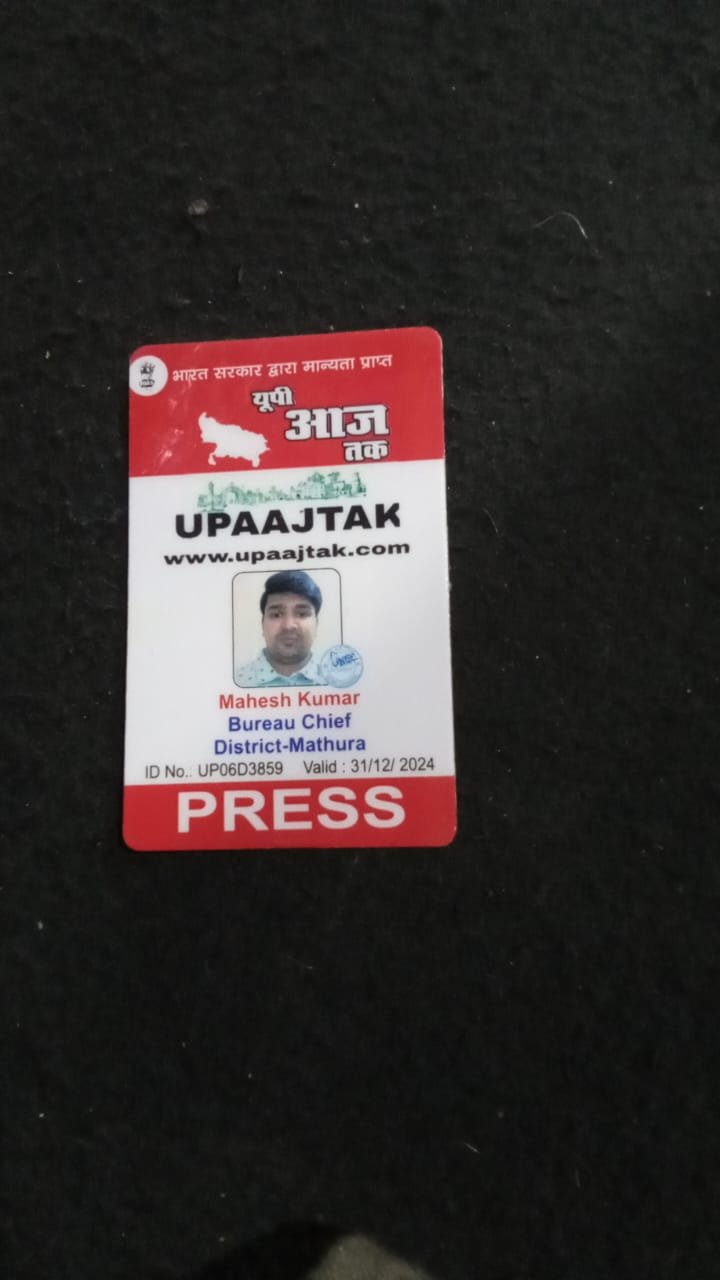 भारत सरकार द्वारा मान्यता प्राप्त
यूपी
आज
तक
UPAAJTAK
www.upaajtak.com
Mahesh Kumar
Bureau Chief
District-Mathura
ID No.: UP06D3859 Valid : 31/12/ 2024
PRESS